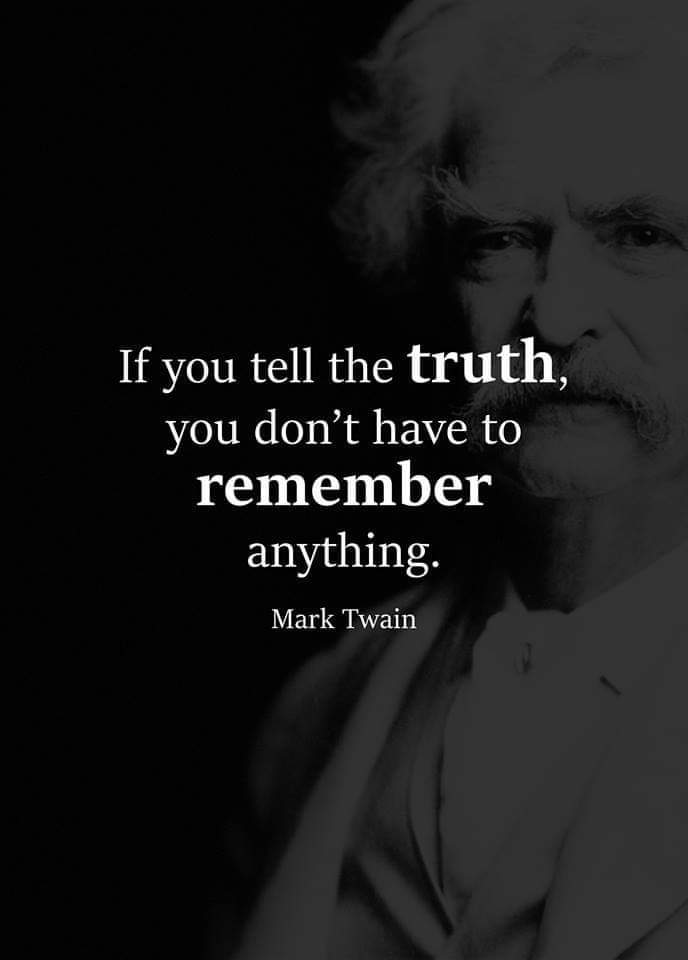 If you tell the truth,
you don’t have to
remember
anything.
Mark Twain